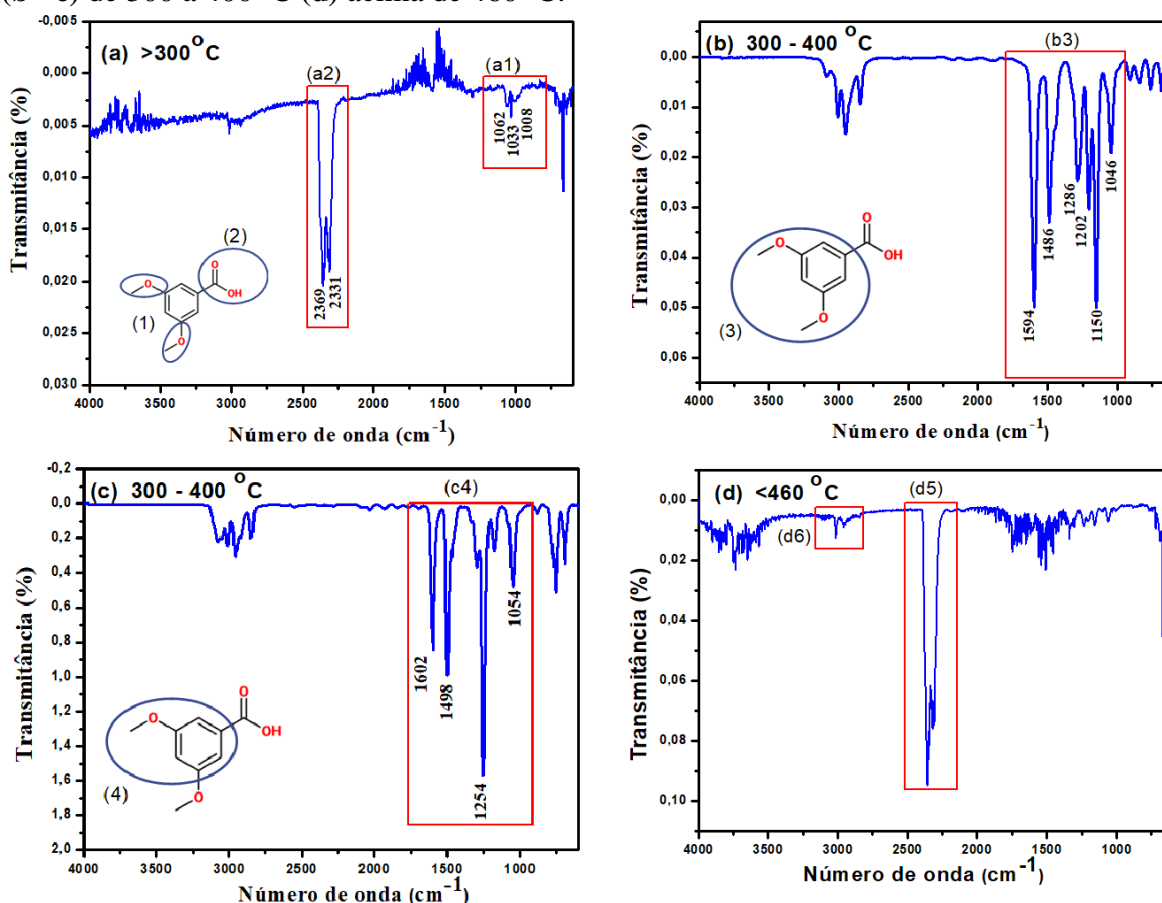 (b – c) de 300 a 400 °C (d) acima de 460 °C.
(a) >300 °C
(a2)
(a1)
Transmitância (%)
-0,005
0,000
0,005
0,010
0,015
0,020
0,025
0,030
1062
1033
1008
2369
2331
(2)
O
OH
O
(1)
O
4000 3500 2500 2000 1500 1000
Número de onda (cm⁻¹)
(b) 300 - 400 °C
(b3)
Transmitância (%)
0,00
0,01
0,02
0,03
0,04
0,05
0,06
1594
1486
1286
1202
1150
1046
O
OH
O
O
(3)
4000 3000 2500 2000 1500 1000
Número de onda (cm⁻¹)
(c) 300 - 400 °C
(c4)
Transmitância (%)
-0,2
0,0
0,2
0,4
0,6
0,8
1,0
1,2
1,4
1,6
1,8
2,0
1602
1498
1254
1054
O
OH
O
O
(4)
4000 3000 2500 2000 1500 1000
Número de onda (cm⁻¹)
(d) <460 °C
(d5)
(d6)
Transmitância (%)
0,00
0,02
0,04
0,06
0,08
0,10
4000 3500 2500 2000 1500 1000
Número de onda (cm⁻¹)